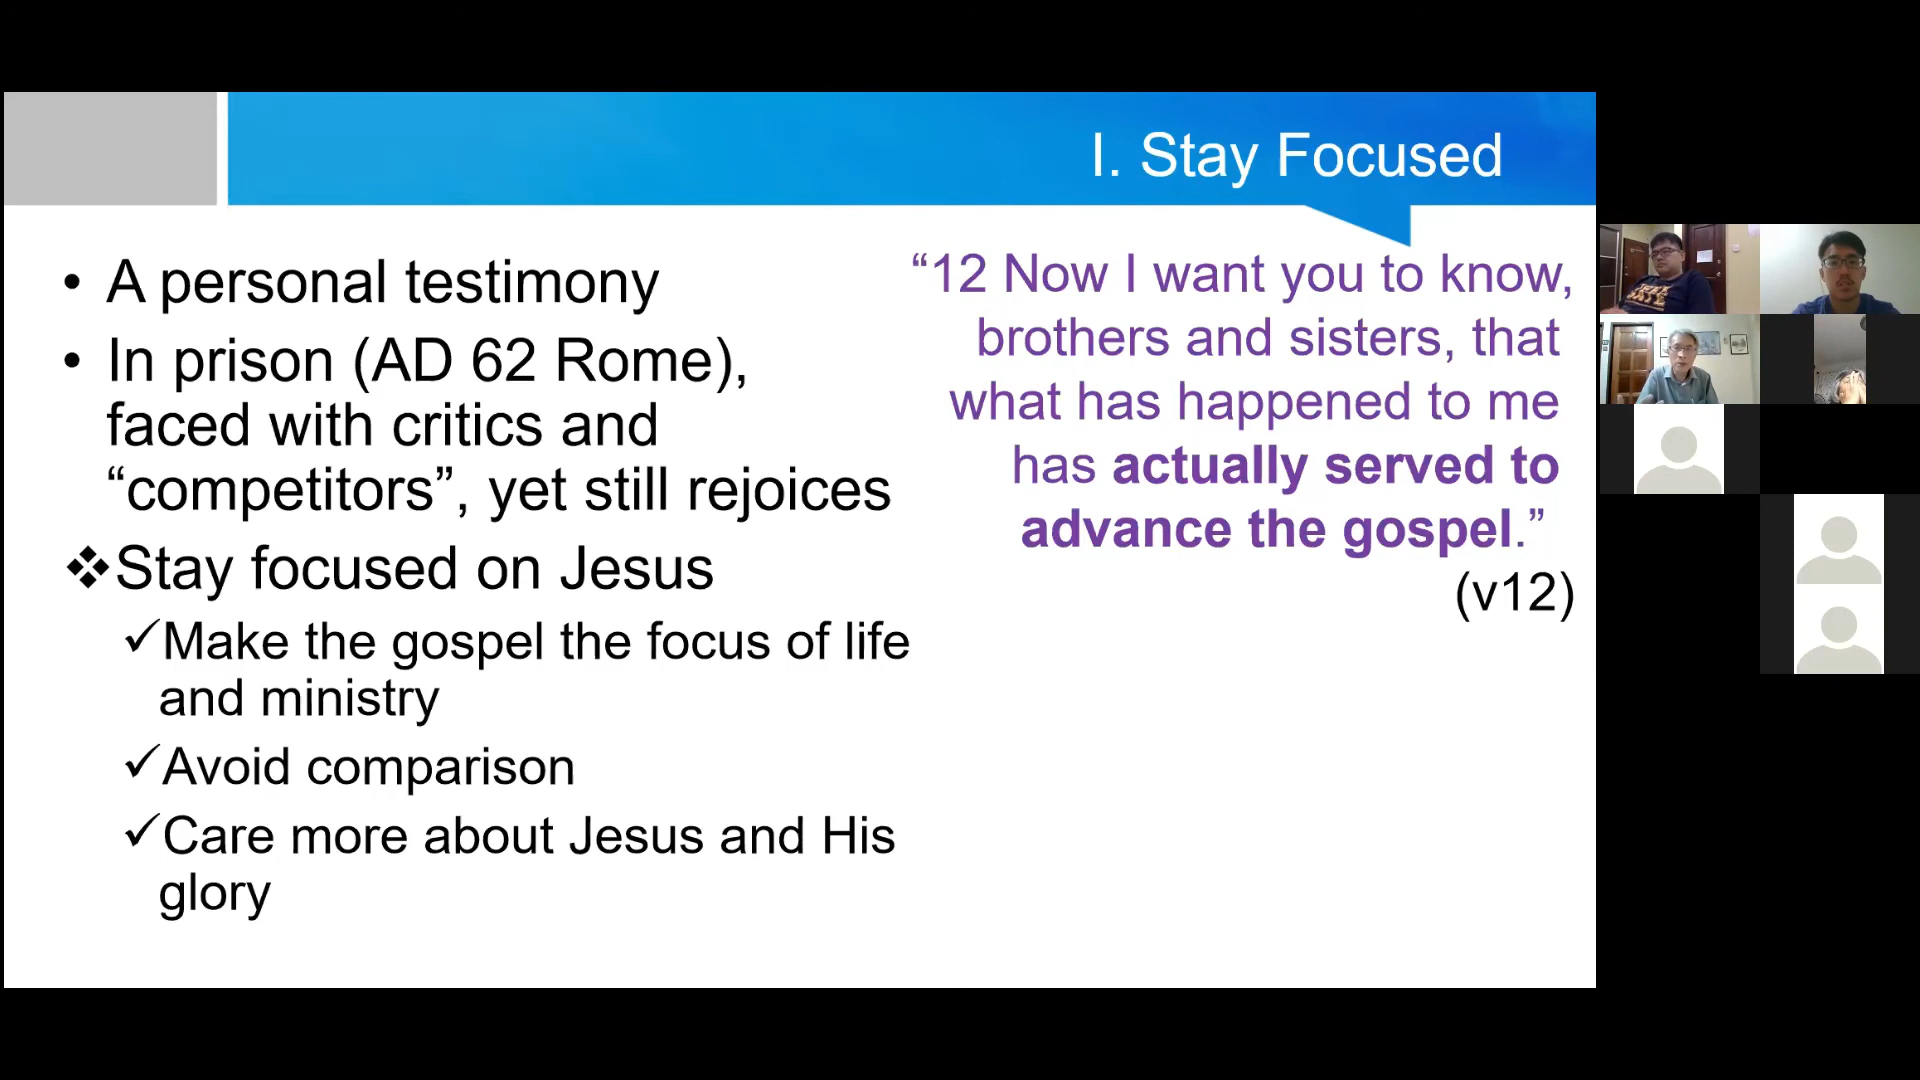 I. Stay Focused
• A personal testimony
• In prison (AD 62 Rome),
faced with critics and
“competitors”, yet still rejoices
❖Stay focused on Jesus
✓Make the gospel the focus of life
and ministry
✓Avoid comparison
✓Care more about Jesus and His
glory
“12 Now I want you to know,
brothers and sisters, that
what has happened to me
has actually served to
advance the gospel.”
(v12)